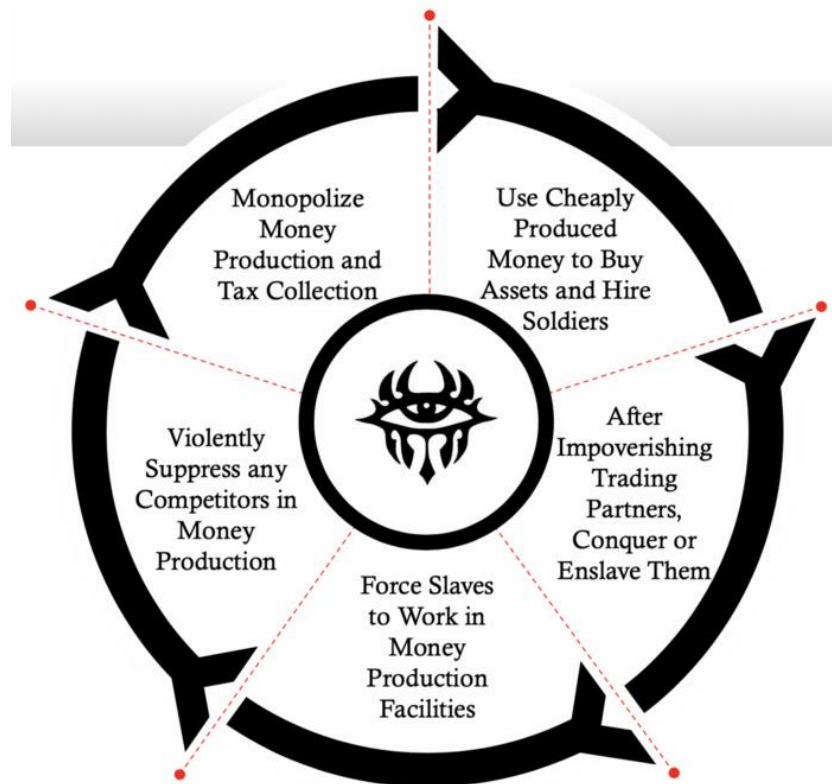 Monopolize
Money
Production and
Tax Collection
Use Cheaply
Produced
Money to Buy
Assets and Hire
Soldiers
After
Impoverishing
Trading
Partners,
Conquer or
Enslave Them
Force Slaves
to Work in
Money
Production
Facilities
Violently
Suppress any
Competitors in
Money
Production